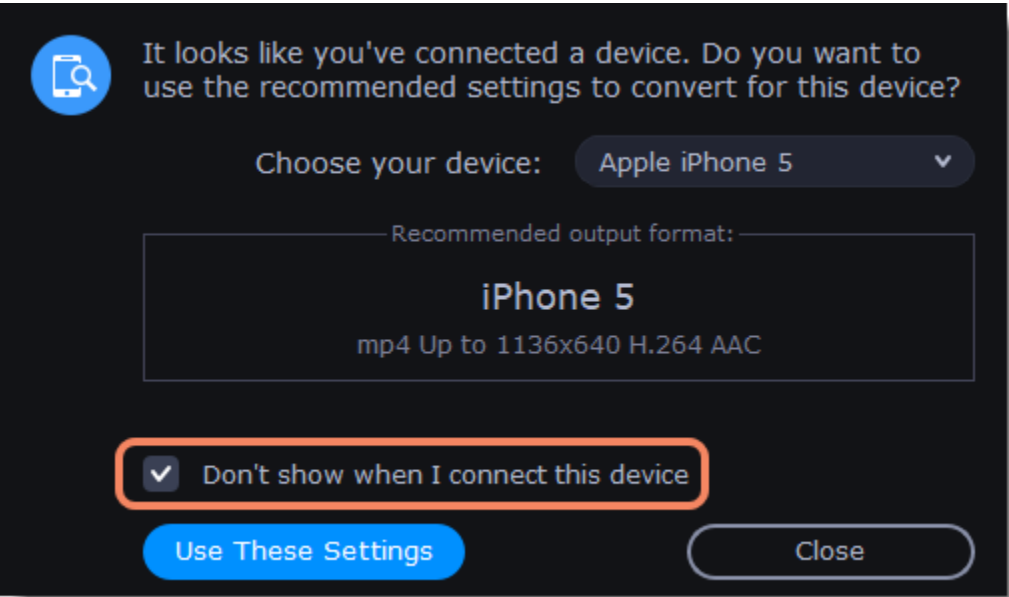 It looks like you've connected a device. Do you want to
use the recommended settings to convert for this device?
Choose your device: Apple iPhone 5
Recommended output format:
iPhone 5
mp4 Up to 1136x640 H.264 AAC
Don't show when I connect this device
Use These Settings Close